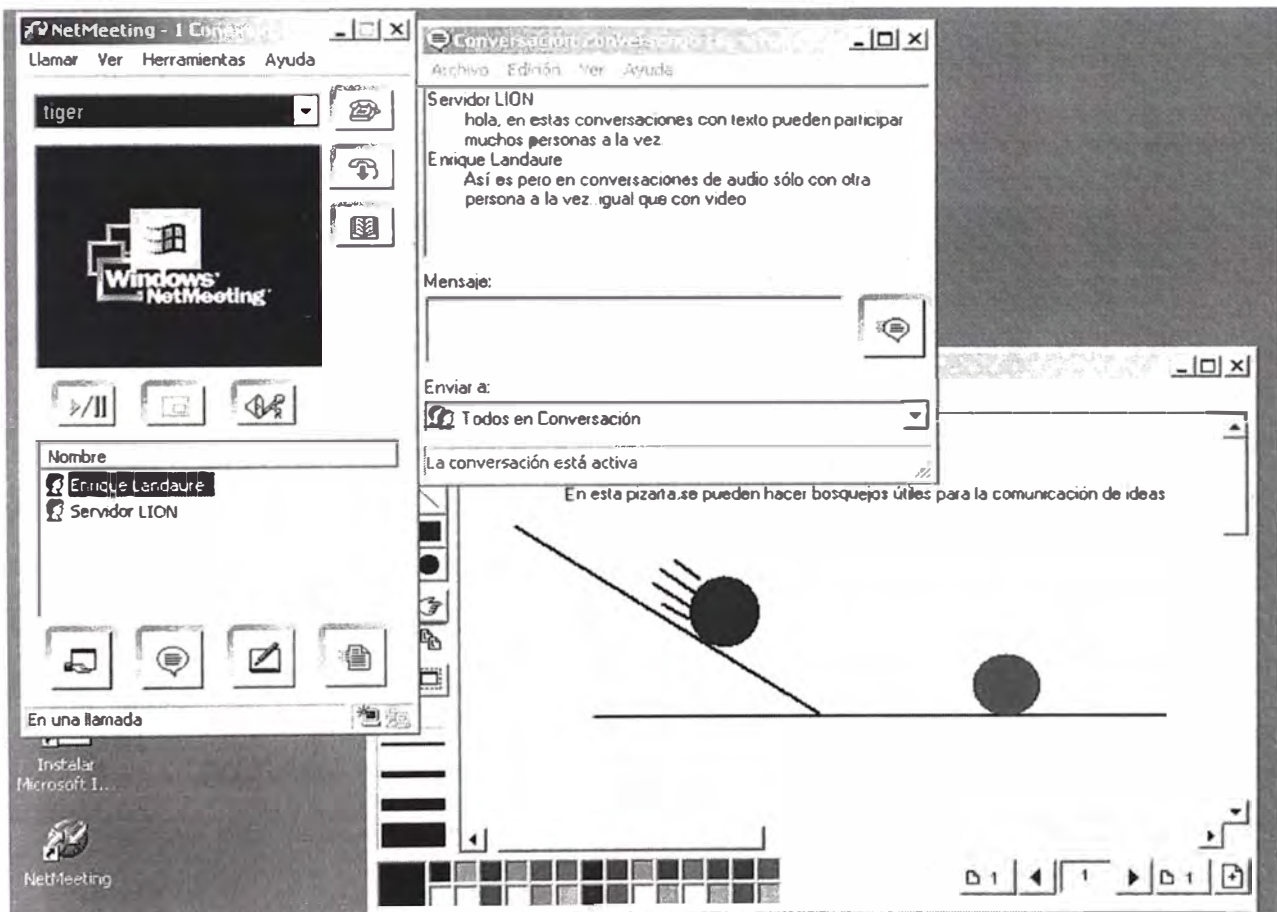 NetMeeting - 1
Llamar Ver Herramientas Ayuda
tiger
Windows
NetMeeting
Nombre
Enrique Landaure
Servidor LION
En una llamada
Conversación:
Archivo Edición Ver Ayuda
Servidor LION
hola, en estas conversaciones con texto pueden participar
muchos personas a la vez
Enrique Landaure
Así es pero en conversaciones de audio sólo con otra
persona a la vez..igual que con video
Mensaje:
Enviar a:
Todos en Conversación
La conversación está activa
En esta pizarra,se pueden hacer bosquejos útiles para la comunicación de ideas
1 1 1
Instalar
Microsoft I...
NetMeeting